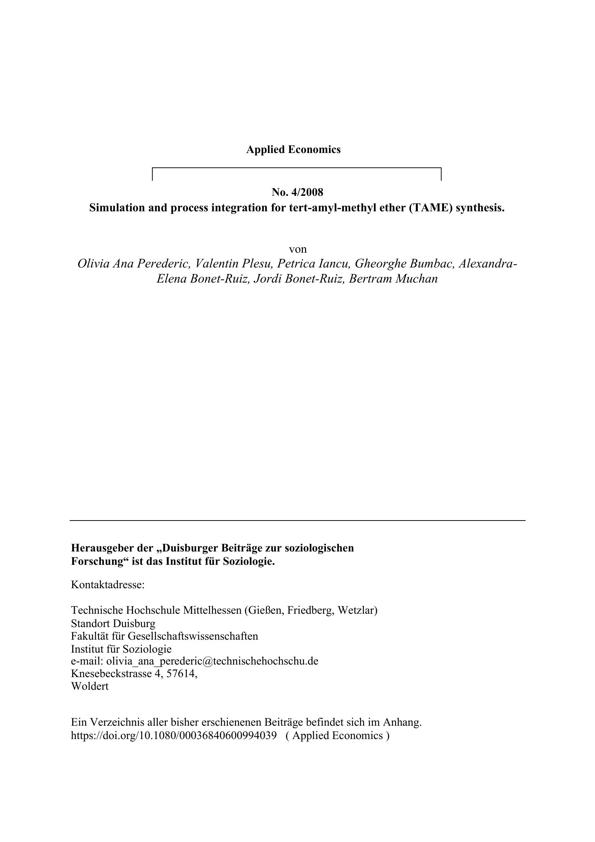 Applied Economics
No. 4/2008
Simulation and process integration for tert-amyl-methyl ether (TAME) synthesis.
von
Olivia Ana Perederic, Valentin Plesu, Petrica Iancu, Gheorghe Bumbac, Alexandra-
Elena Bonet-Ruiz, Jordi Bonet-Ruiz, Bertram Muchan
Herausgeber der „Duisburger Beiträge zur soziologischen
Forschung“ ist das Institut für Soziologie.
Kontaktadresse:
Technische Hochschule Mittelhessen (Gießen, Friedberg, Wetzlar)
Standort Duisburg
Fakultät für Gesellschaftswissenschaften
Institut für Soziologie
e-mail: olivia_ana_perederic@technischehochschu.de
Knesebeckstrasse 4, 57614,
Woldert
Ein Verzeichnis aller bisher erschienenen Beiträge befindet sich im Anhang.
https://doi.org/10.1080/00036840600994039 ( Applied Economics )